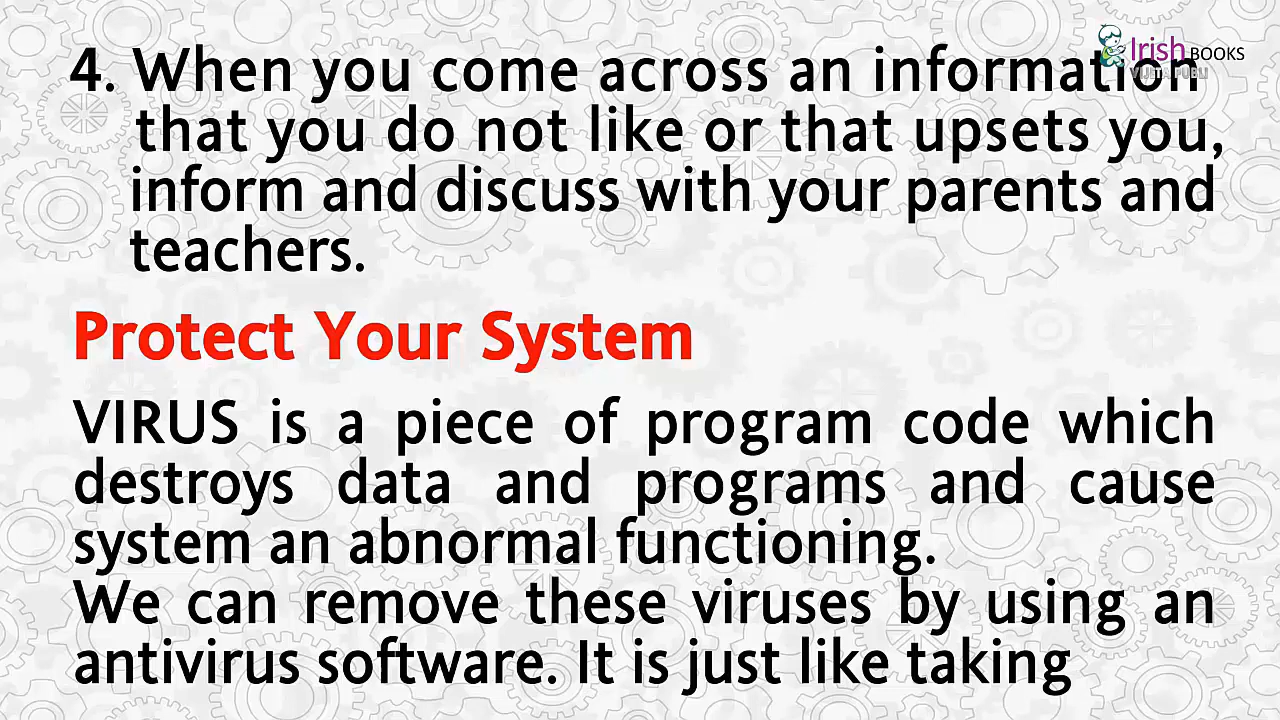 Irish BOOKS
4. When you come across an information
that you do not like or that upsets you,
inform and discuss with your parents and
teachers.
Protect Your System
VIRUS is a piece of program code which
destroys data and programs and cause
system an abnormal functioning.
We can remove these viruses by using an
antivirus software. It is just like taking